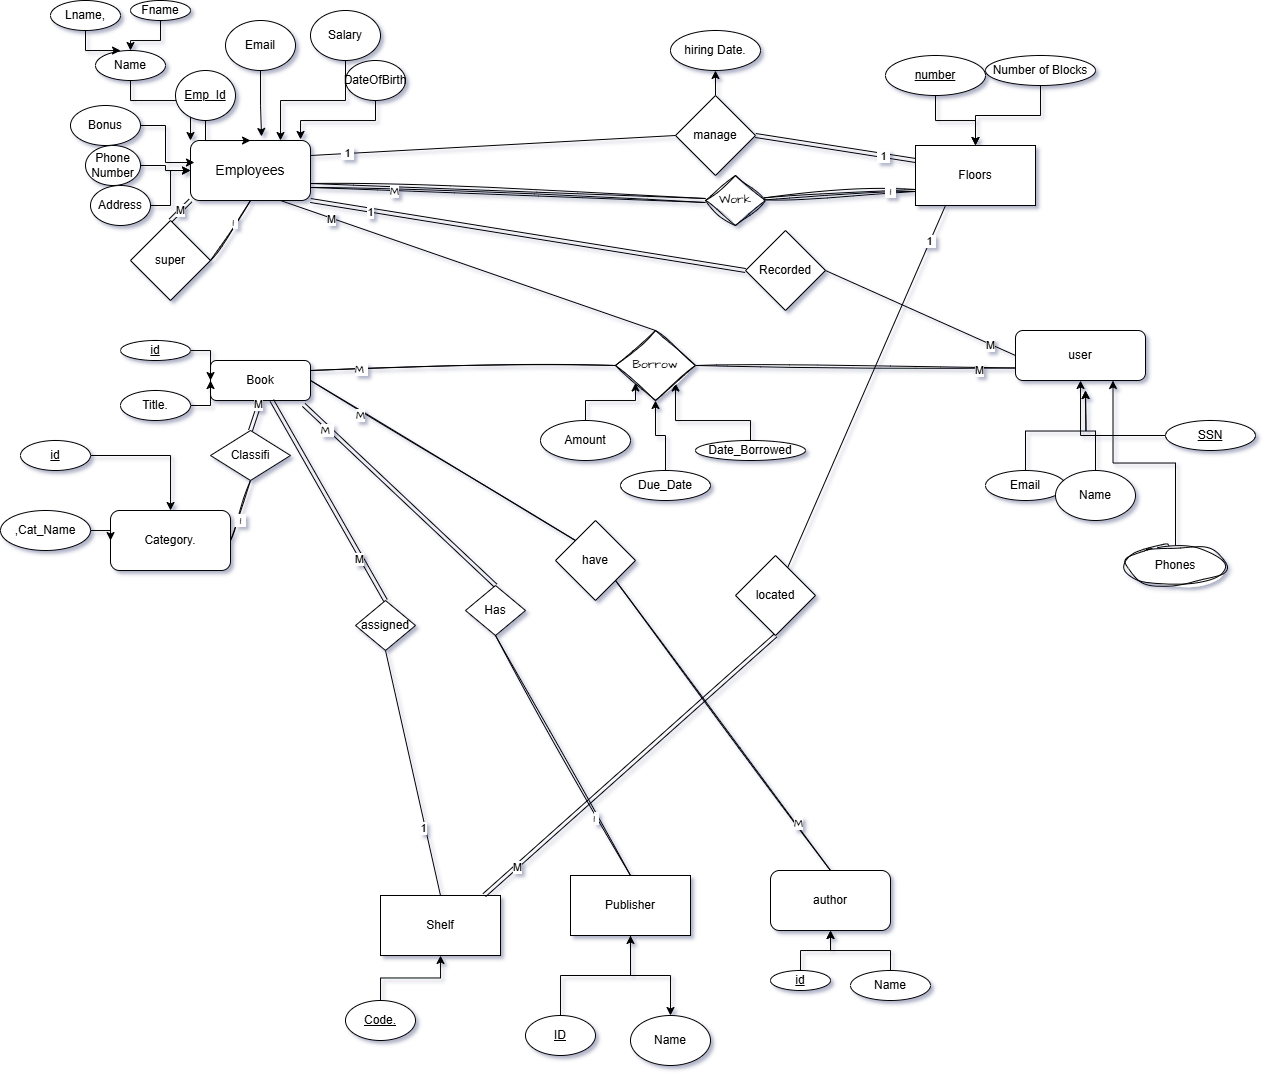 Lname,
Fname
Name
Emp_Id
Email
Salary
DateOfBirth
Bonus
Phone
Number
Address
Employees
hiring Date.
manage
number
Number of Blocks
Floors
1
1
M
Work
1
M
1
super
M
1
Recorded
M
1
user
id
Title.
Book
M
Borrow
M
Amount
Due_Date
Date_Borrowed
SSN
Email
Name
Phones
M
Classifi
1
id
,Cat_Name
Category.
M
assigned
1
M
Has
1
M
have
M
located
M
Shelf
Code.
Publisher
ID
Name
author
id
Name